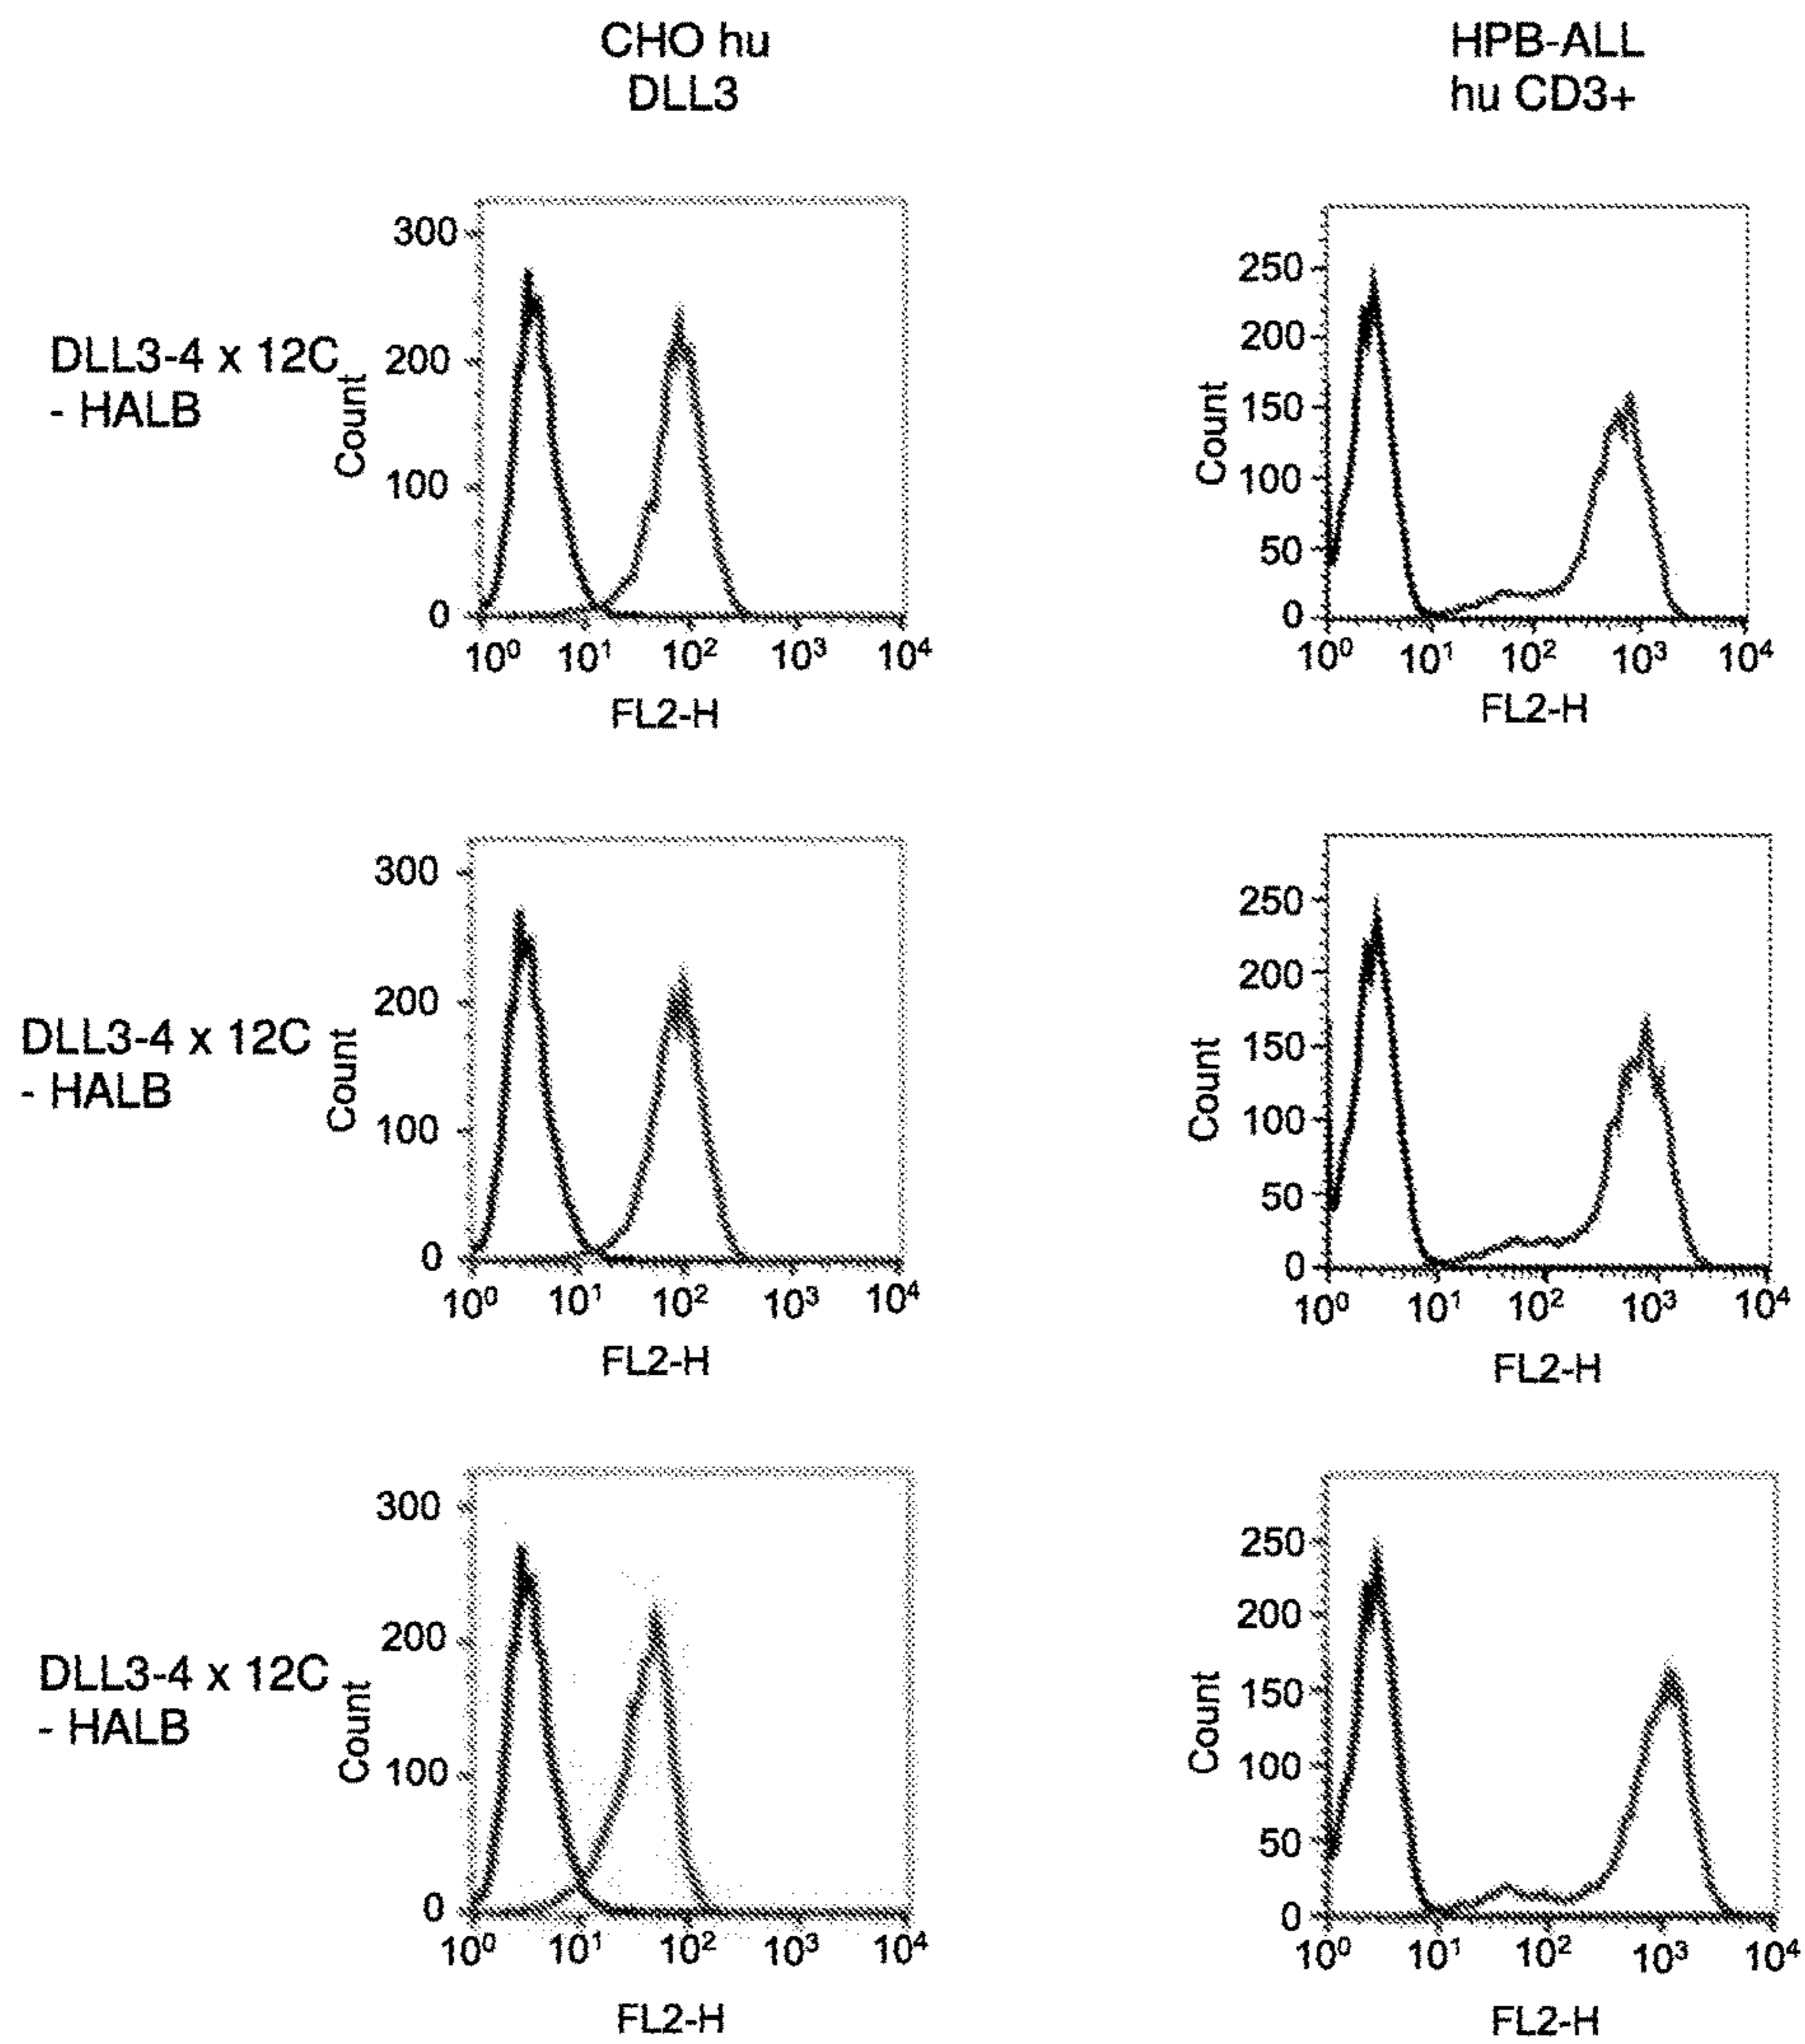 CHO hu
DLL3
HPB-ALL
hu CD3+
DLL3-4 x 12C
- HALB
Count
300
200
100
0
10⁰ 10¹ 10² 10³ 10⁴
FL2-H
Count
250
200
150
100
50
0
10⁰ 10¹ 10² 10³ 10⁴
FL2-H
DLL3-4 x 12C
- HALB
Count
300
200
100
0
10⁰ 10¹ 10² 10³ 10⁴
FL2-H
Count
250
200
150
100
50
0
10⁰ 10¹ 10² 10³ 10⁴
FL2-H
DLL3-4 x 12C
- HALB
Count
300
200
100
0
10⁰ 10¹ 10² 10³ 10⁴
FL2-H
Count
250
200
150
100
50
0
10⁰ 10¹ 10² 10³ 10⁴
FL2-H